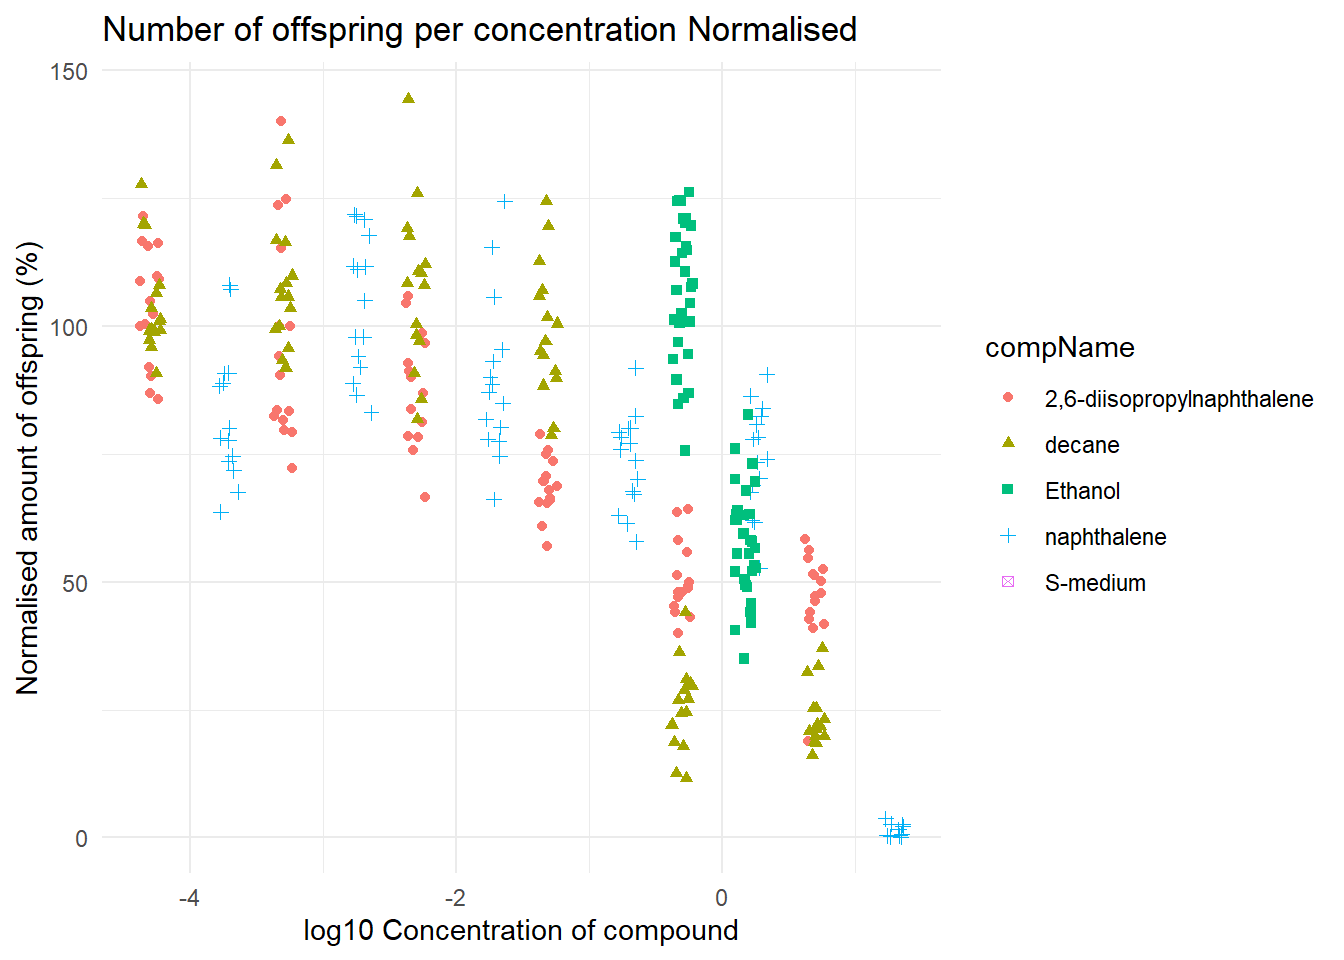 Number of offspring per concentration Normalised
150
100
50
0
Normalised amount of offspring (%)
-4
-2
0
log10 Concentration of compound
compName
2,6-diisopropylnaphthalene
decane
Ethanol
naphthalene
S-medium